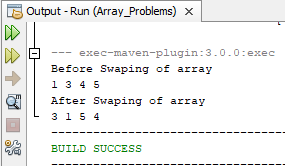 Output - Run (Array_Problems)
--- exec-maven-plugin:3.0.0:exec
Before Swaping of array
1 3 4 5
After Swaping of array
3 1 5 4
------------------------------------
BUILD SUCCESS
------------------------------------